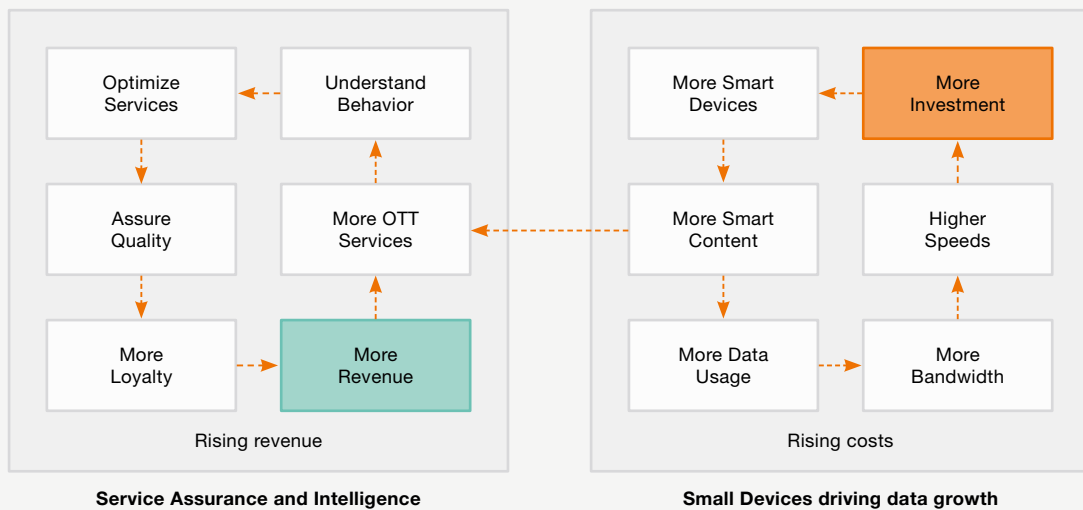 Optimize
Services
Understand
Behavior
Assure
Quality
More OTT
Services
More
Loyalty
More
Revenue
Rising revenue
Service Assurance and Intelligence
More Smart
Devices
More
Investment
More Smart
Content
Higher
Speeds
More Data
Usage
More
Bandwidth
Rising costs
Small Devices driving data growth